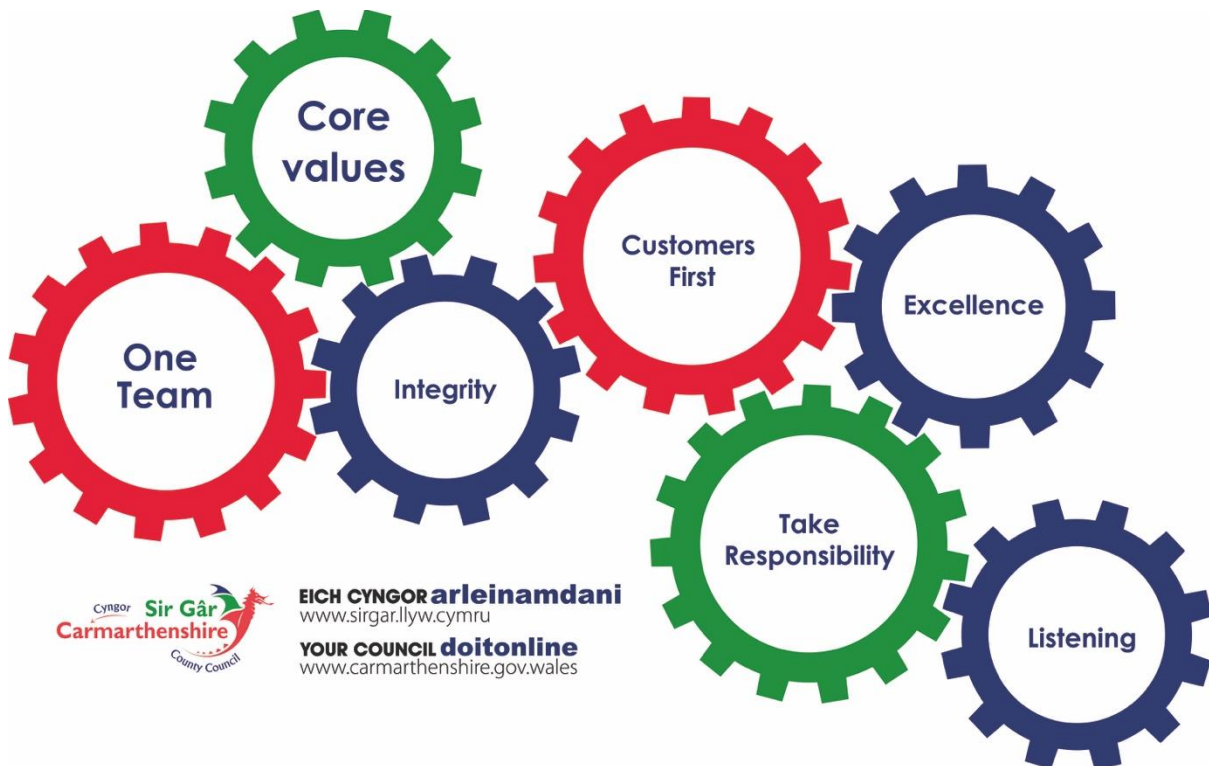 Core
values
One
Team
Integrity
Customers
First
Excellence
Take
Responsibility
Listening
Cyngor Sir Gâr
Carmarthenshire
County Council
EICH CYNGOR arleinamdani
www.sirgar.llyw.cymru
YOUR COUNCIL doitonline
www.carmarthenshire.gov.wales